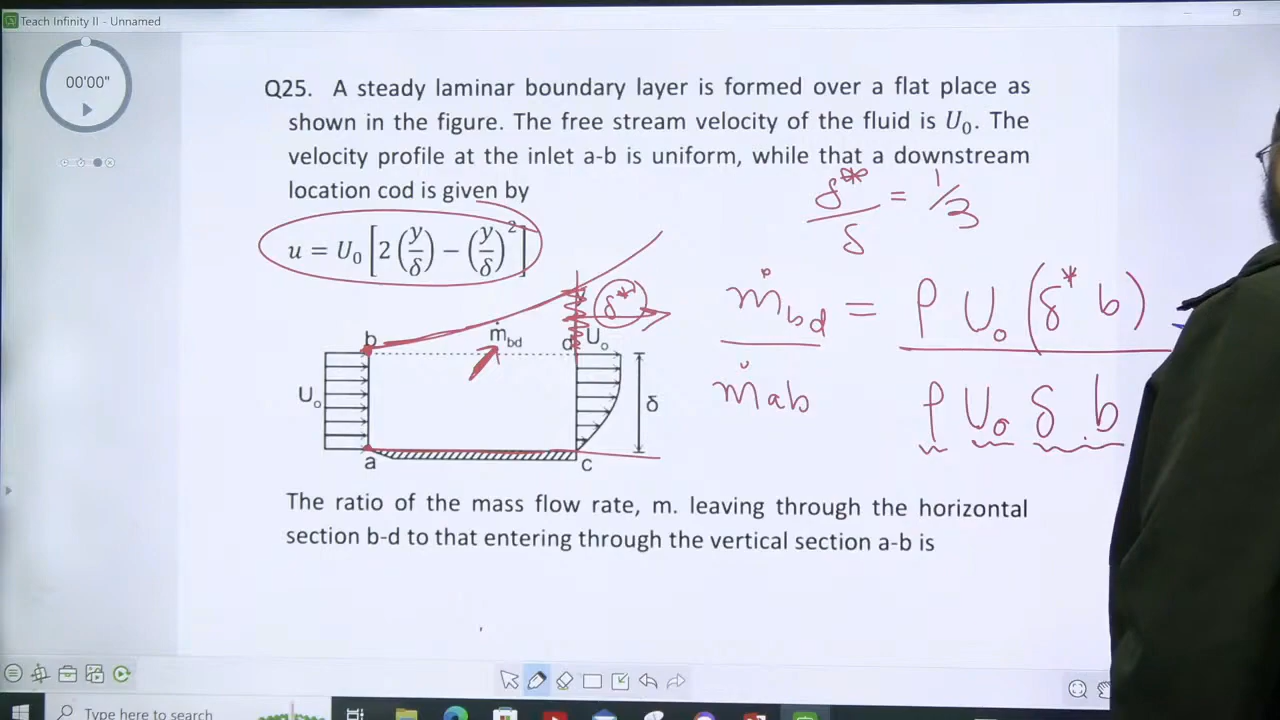 Teach Infinity II - Unnamed
00'00"
Q25. A steady laminar boundary layer is formed over a flat place as
shown in the figure. The free stream velocity of the fluid is U₀. The
velocity profile at the inlet a-b is uniform, while that a downstream
location cod is given by
u = U₀ [2 (y/δ) − (y/δ)²]
δ*/δ = 1/3
δ*
ṁbd = ρ U₀ (δ* b)
ṁab ρ U₀ δ b
b ṁbd d U₀
U₀ δ
a c
The ratio of the mass flow rate, m. leaving through the horizontal
section b-d to that entering through the vertical section a-b is
Type here to search